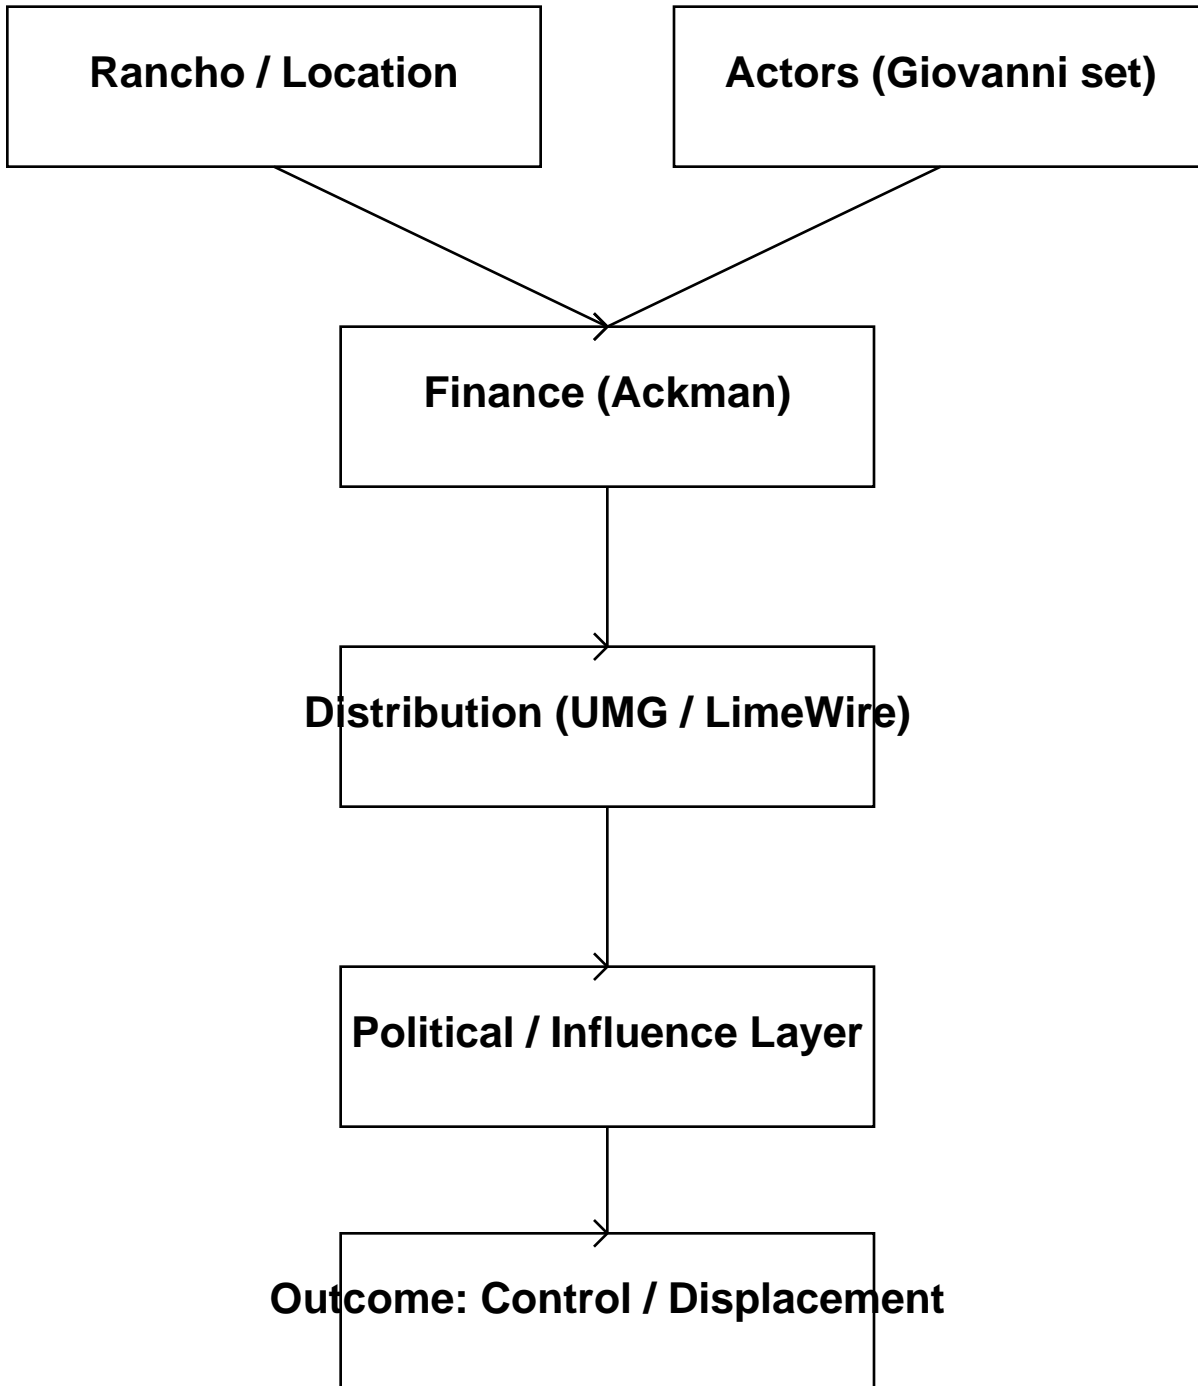 Rancho / Location
Actors (Giovanni set)
Finance (Ackman)
Distribution (UMG / LimeWire)
Political / Influence Layer
Outcome: Control / Displacement